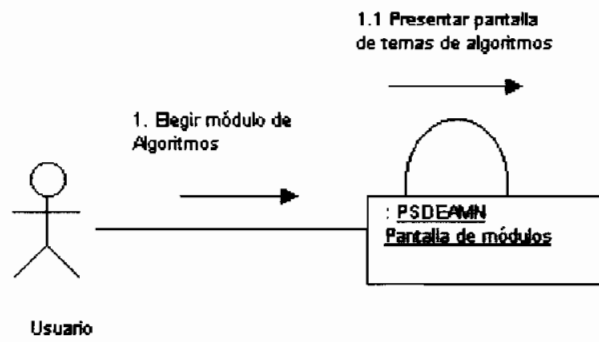 1.1 Presentar pantalla
de temas de algoritmos
1. Elegir módulo de
Algoritmos
: PSDEAMN
Pantalla de módulos
Usuario